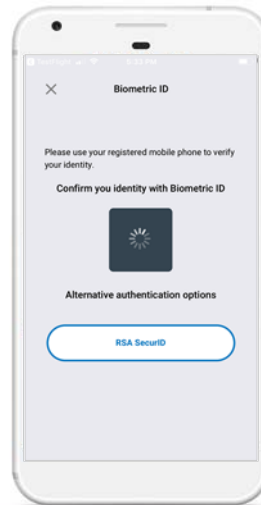 Biometric ID
Please use your registered mobile phone to verify
your identity.
Confirm you identity with Biometric ID
Alternative authentication options
RSA SecurID